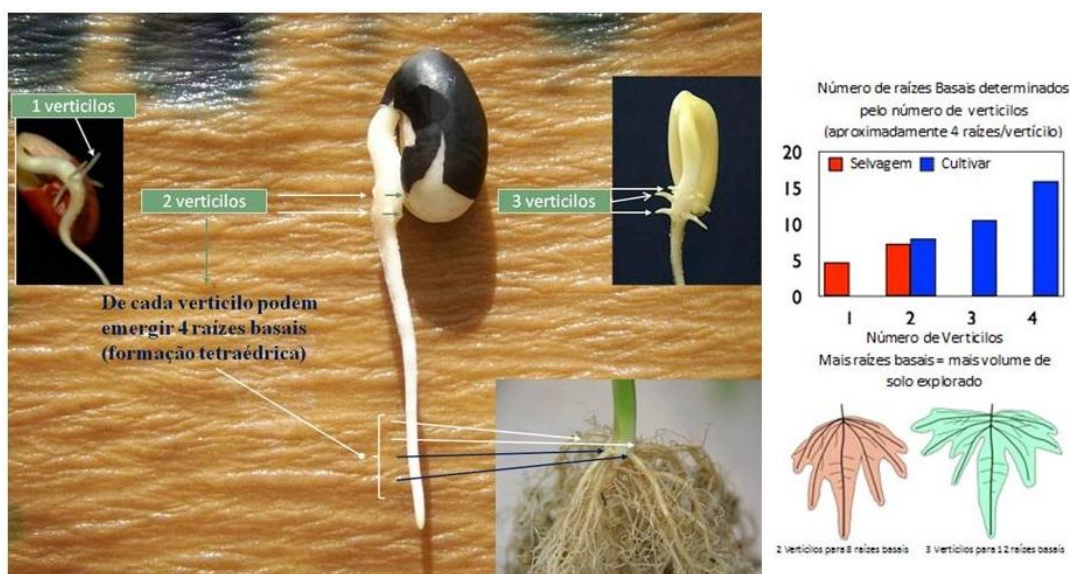 1 verticilos
2 verticilos
3 verticilos
De cada verticilo podem
emergir 4 raízes basais
(formação tetraédrica)
Número de raízes Basais determinados
pelo número de verticilos
(aproximadamente 4 raízes/vertícilo)
20
15
10
5
0
Selvagem
Cultivar
1 2 3 4
Número de Verticilos
Mais raízes basais = mais volume de
solo explorado
2 Verticilos para 8 raízes basais
3 Verticilos para 12 raízes basais